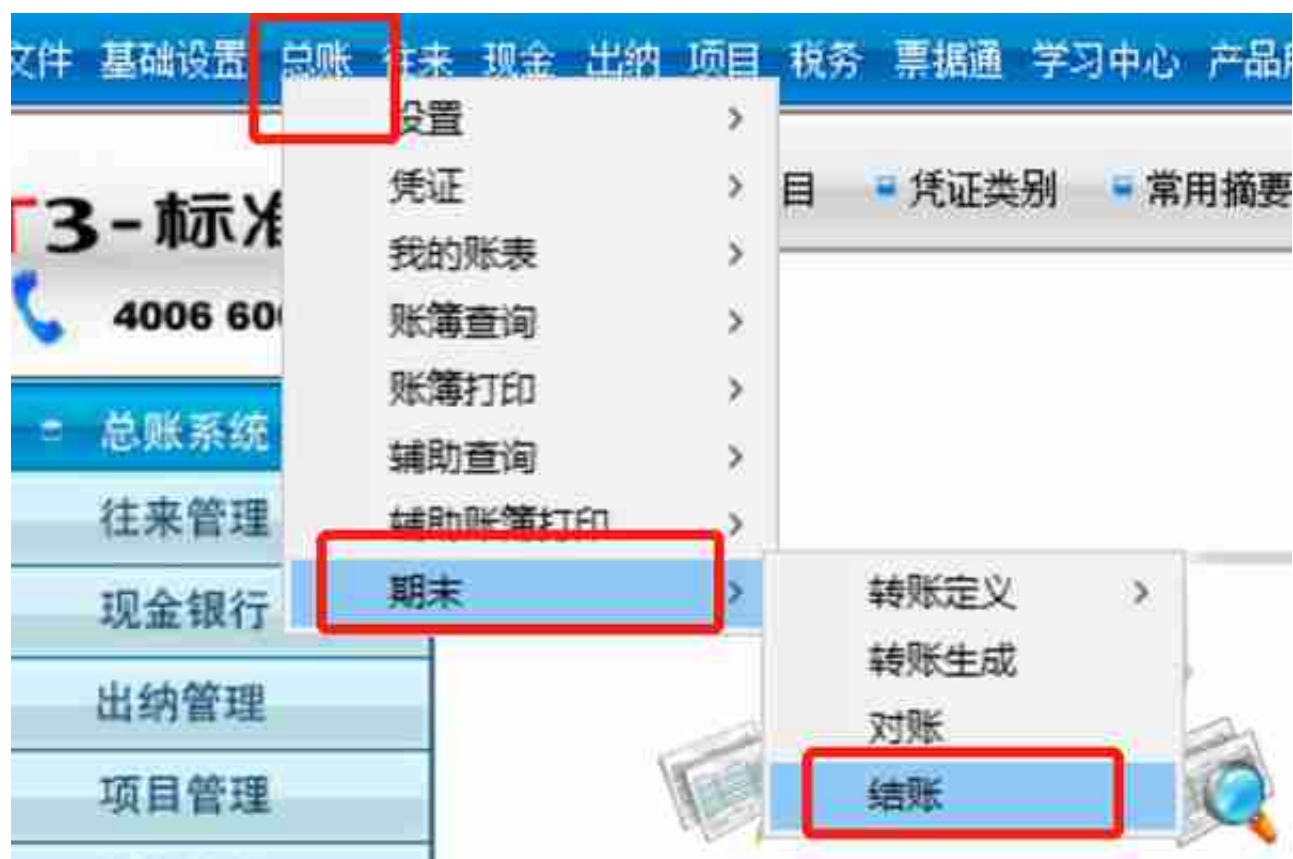 文件 基础设置 总账 往来 现金 出纳 项目 税务 票据通 学习中心 产品
设置
凭证
我的账表
账簿查询
账簿打印
辅助查询
辅助账簿打印
期末
转账定义
转账生成
对账
结账
目 凭证类别 常用摘要
T3-标准
4006 60
总账系统
往来管理
现金银行
出纳管理
项目管理